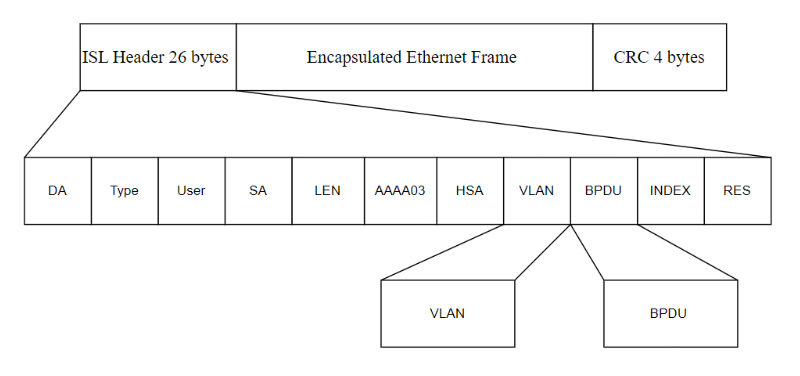 ISL Header 26 bytes Encapsulated Ethernet Frame CRC 4 bytes
DA Type User SA LEN AAAA03 HSA VLAN BPDU INDEX RES
VLAN BPDU